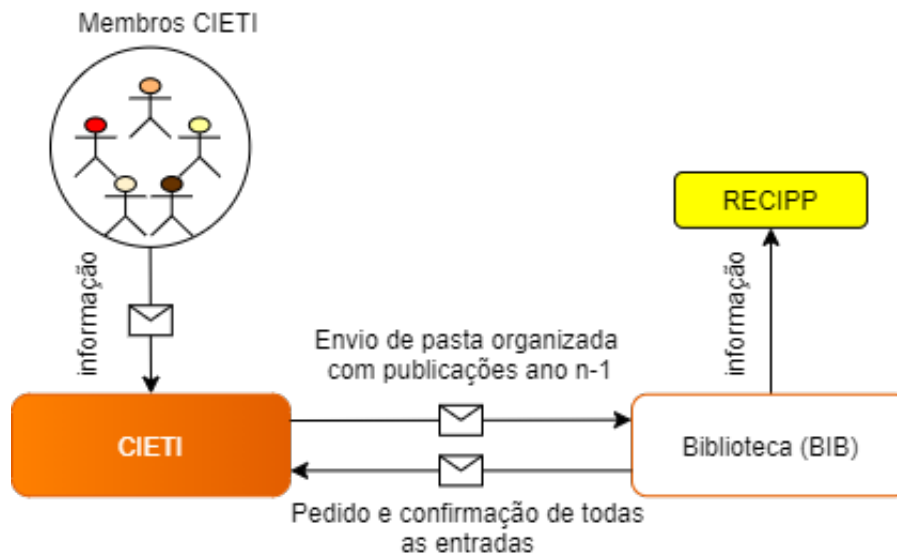 Membros CIETI
RECIPP
informação
informação
Envio de pasta organizada
com publicações ano n-1
CIETI
Biblioteca (BIB)
Pedido e confirmação de todas
as entradas